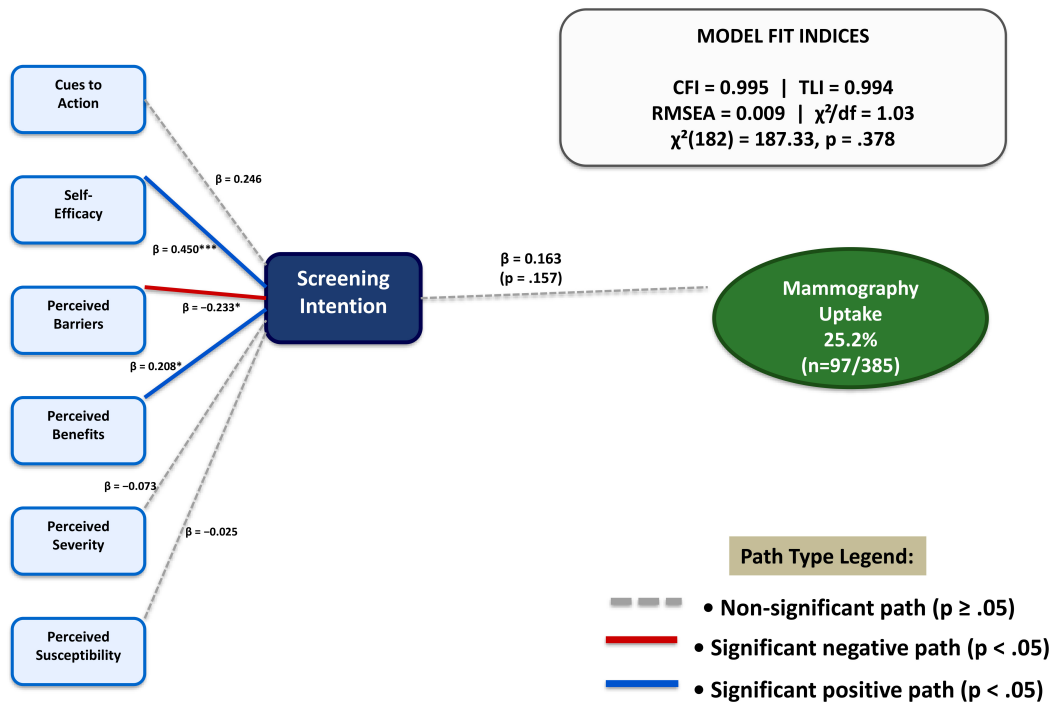 MODEL FIT INDICES
CFI = 0.995 | TLI = 0.994
RMSEA = 0.009 | χ²/df = 1.03
χ²(182) = 187.33, p = .378
Cues to
Action
β = 0.246
Self-
Efficacy
β = 0.450***
Perceived
Barriers
β = −0.233*
β = 0.208*
Perceived
Benefits
β = −0.073
Perceived
Severity
β = −0.025
Perceived
Susceptibility
Screening
Intention
β = 0.163
(p = .157)
Mammography
Uptake
25.2%
(n=97/385)
Path Type Legend:
• Non-significant path (p ≥ .05)
• Significant negative path (p < .05)
• Significant positive path (p < .05)